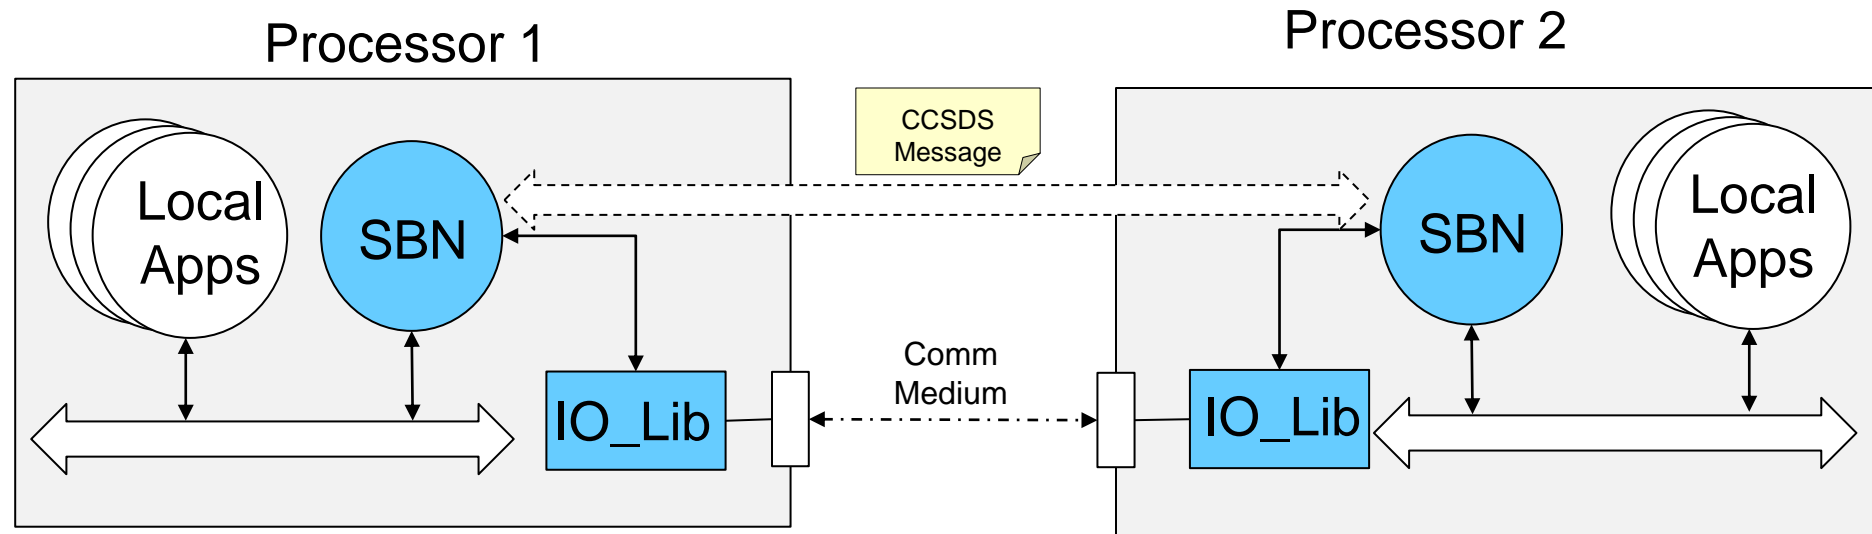 Processor 1
Processor 2
CCSDS
Message
Local
Apps
SBN
SBN
Local
Apps
Comm
Medium
IO_Lib
IO_Lib